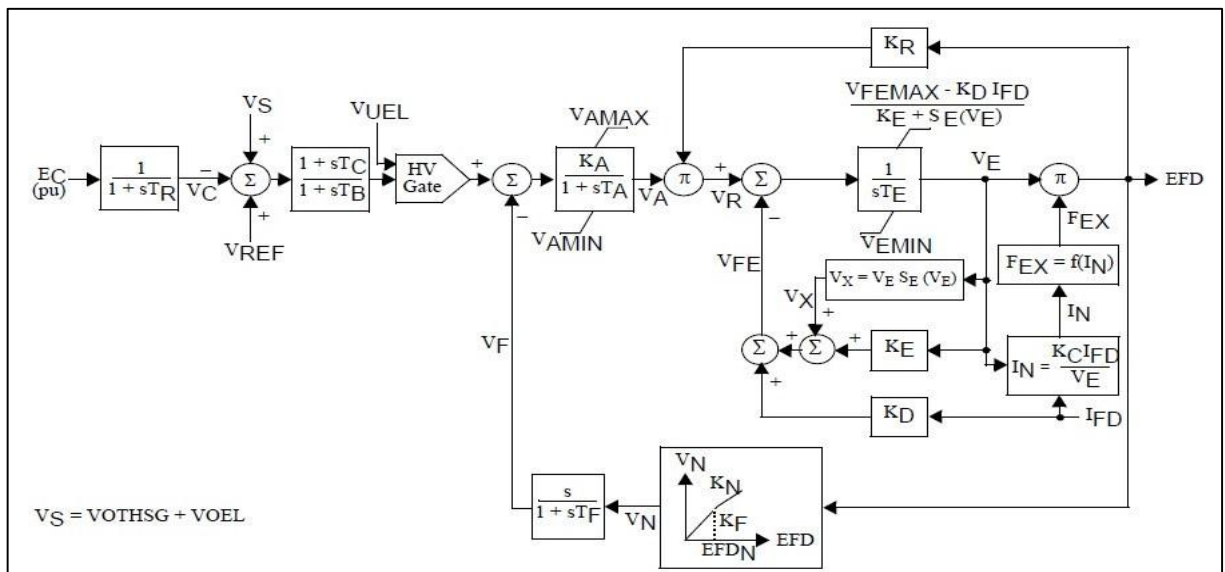 KR
VFEMAX - KD IFD
KE + SE(VE)
VS
VUEL
VAMAX
VE
EC
(pu)
1
1 + sTR
−
VC
+
Σ
+
VREF
1 + sTC
1 + sTB
HV
Gate
+
Σ
−
KA
1 + sTA
VAMIN
VA
π
+
VR
Σ
−
1
sTE
VEMIN
π
EFD
FEX
FEX = f(IN)
VFE
VX = VE SE (VE)
VX
+
IN
VF
Σ
+
+
Σ
+
KE
IN = KCIFD
VE
KD
IFD
s
1 + sTF
VN
VN
KN
KF
EFDN
EFD
VS = VOTHSG + VOEL